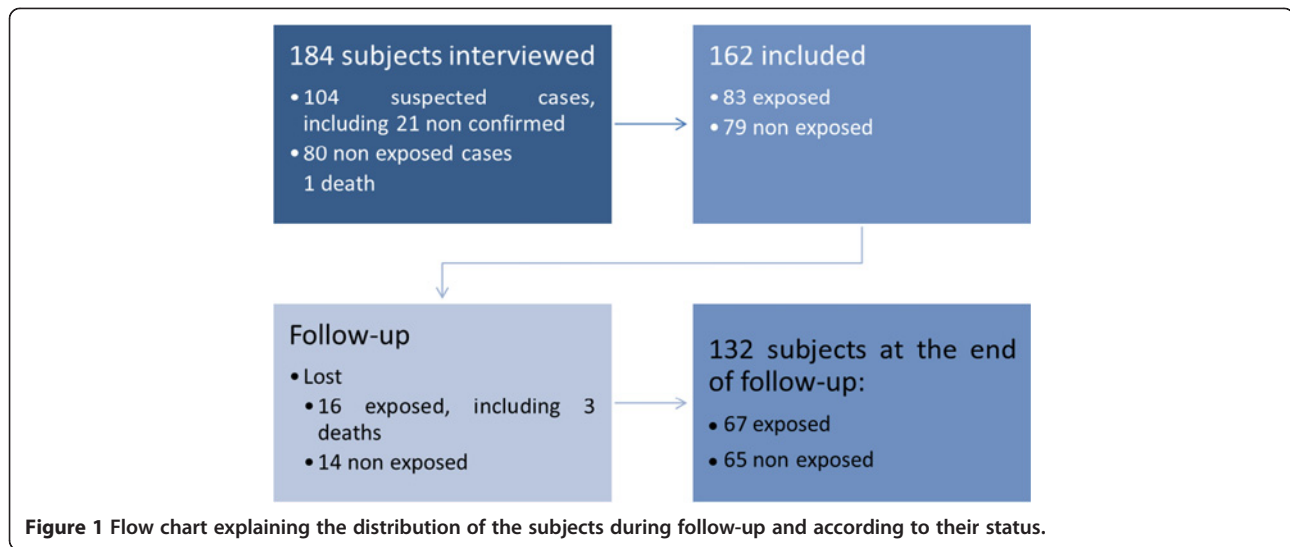 184 subjects interviewed
• 104 suspected cases,
including 21 non confirmed
• 80 non exposed cases
1 death
162 included
• 83 exposed
• 79 non exposed
Follow-up
• Lost
• 16 exposed, including 3
deaths
• 14 non exposed
132 subjects at the end
of follow-up:
• 67 exposed
• 65 non exposed
Figure 1 Flow chart explaining the distribution of the subjects during follow-up and according to their status.